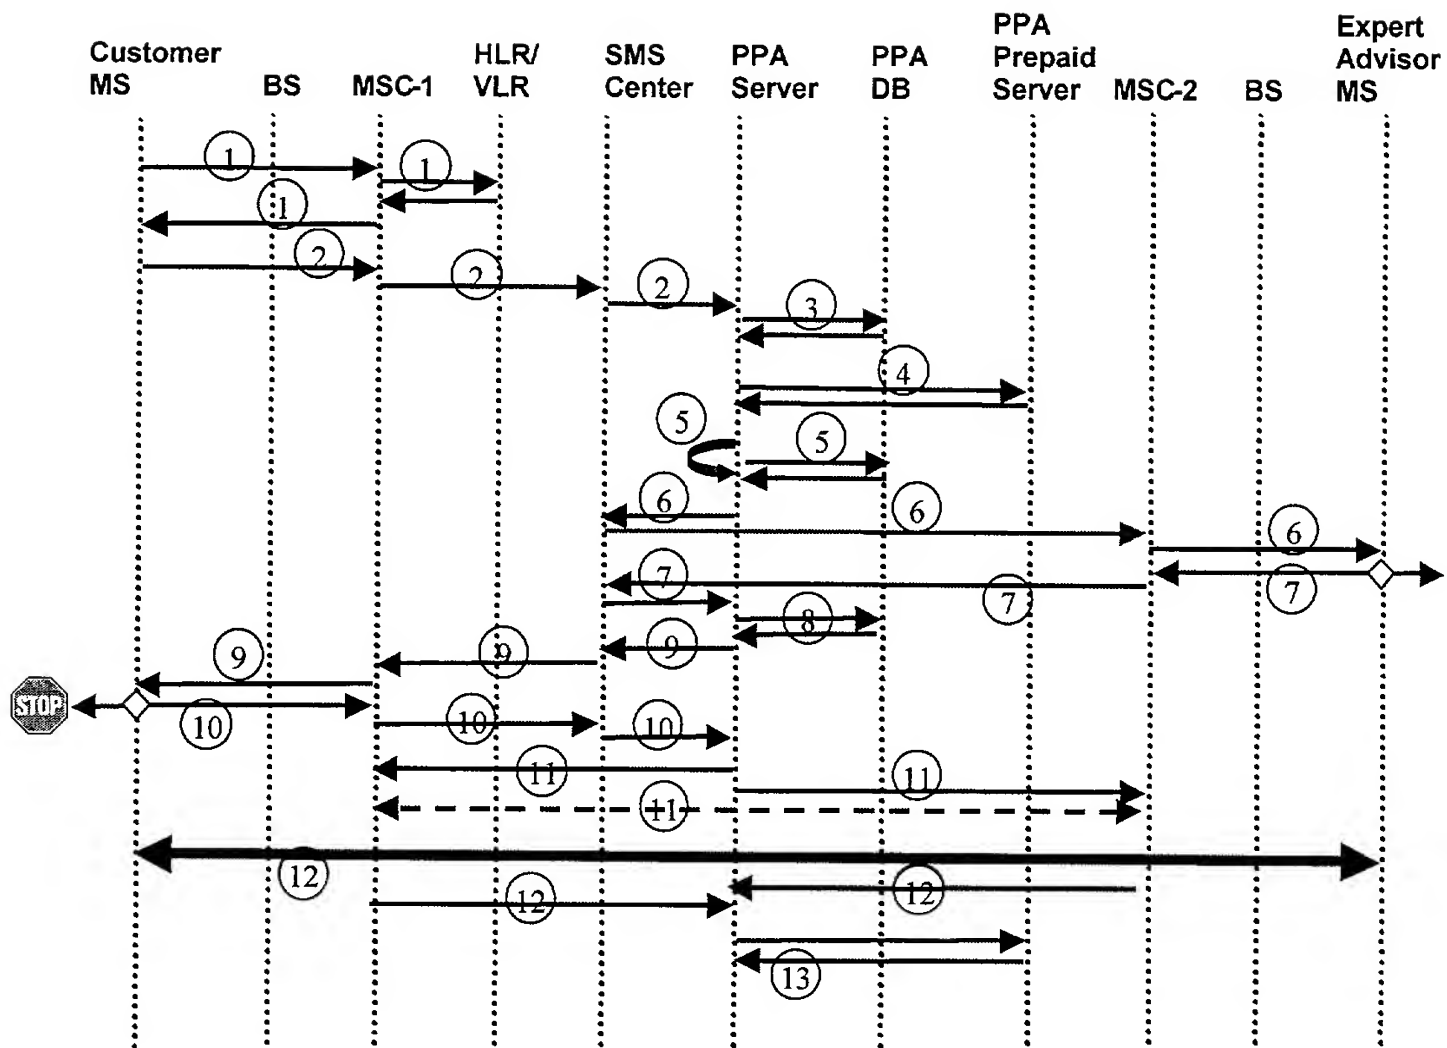 Customer
MS
BS
MSC-1
HLR/
VLR
SMS
Center
PPA
Server
PPA
DB
PPA
Prepaid
Server
MSC-2
BS
Expert
Advisor
MS
1
1
1
2
2
2
3
4
5
5
6
6
6
7
7
7
8
9
9
9
STOP
10
10
10
11
11
11
12
12
12
13